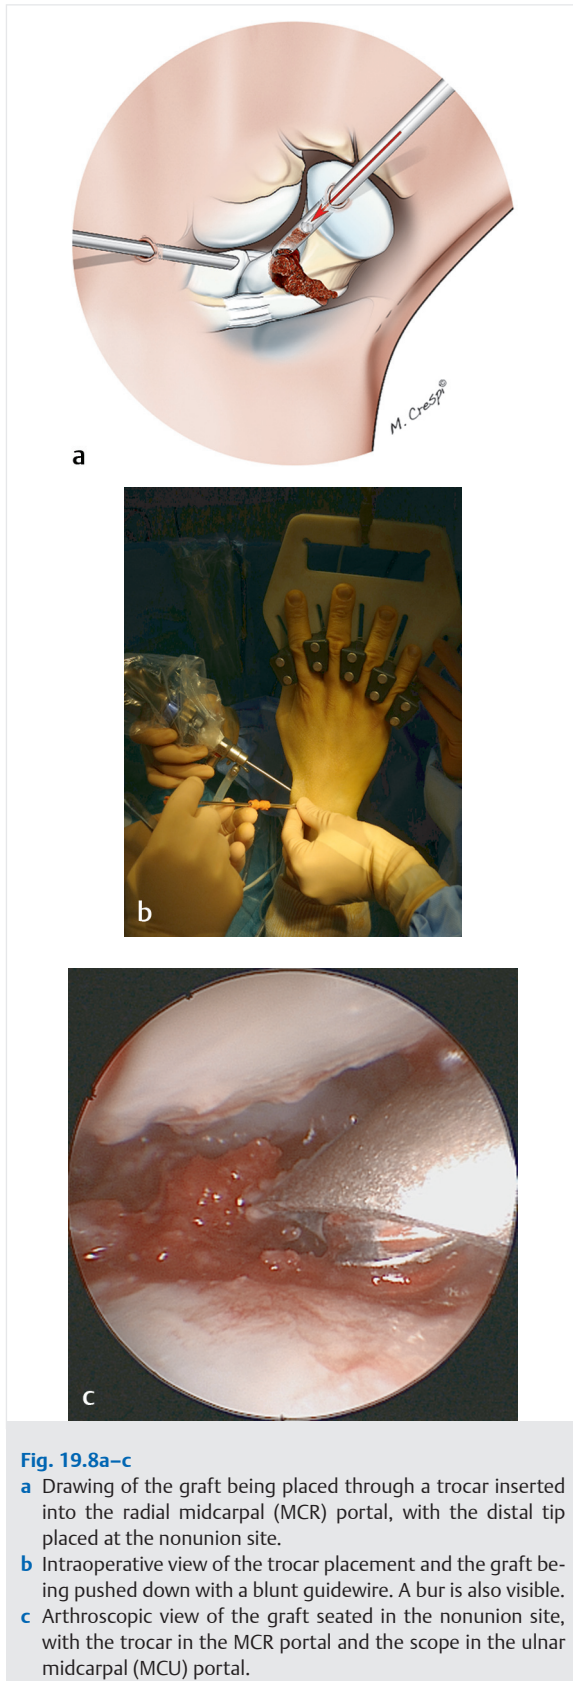 M. Crespi©
a
b
c
Fig. 19.8a–c
a Drawing of the graft being placed through a trocar inserted
into the radial midcarpal (MCR) portal, with the distal tip
placed at the nonunion site.
b Intraoperative view of the trocar placement and the graft be-
ing pushed down with a blunt guidewire. A bur is also visible.
c Arthroscopic view of the graft seated in the nonunion site,
with the trocar in the MCR portal and the scope in the ulnar
midcarpal (MCU) portal.